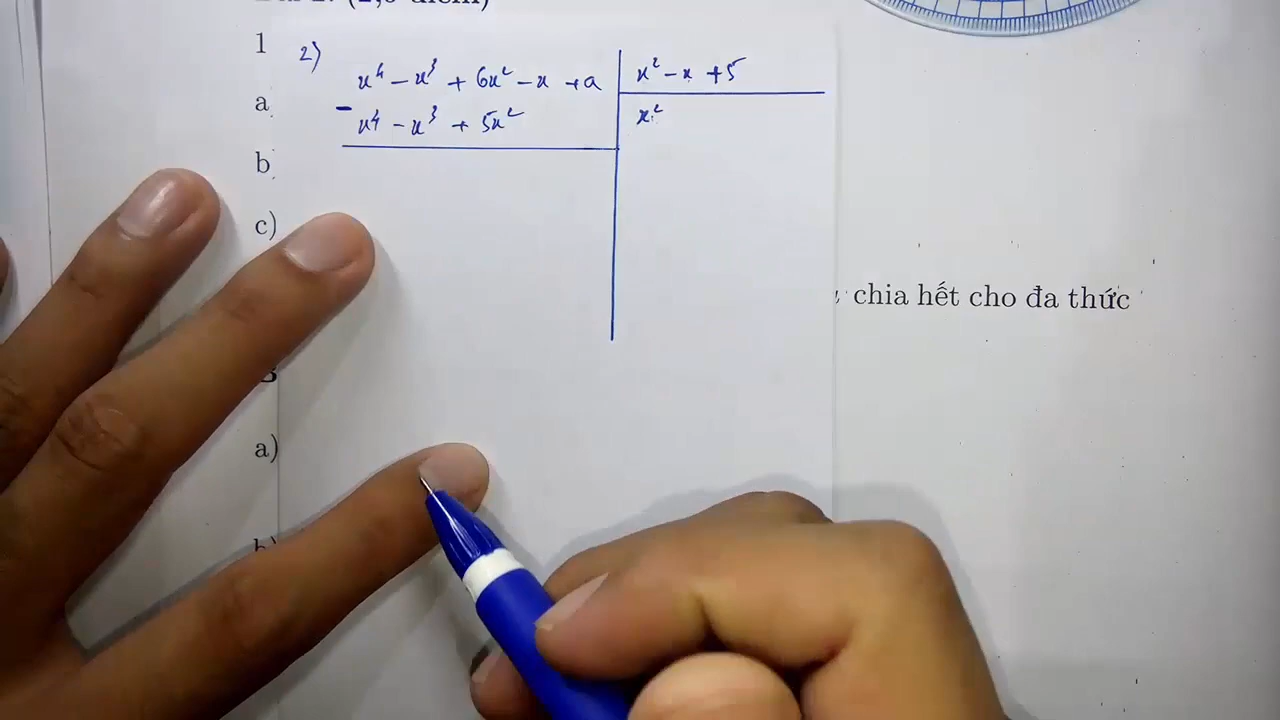 1
2)
x⁴ - x³ + 6x² - x + a
x² - x + 5
a
- x⁴ - x³ + 5x²
x²
b
c)
chia hết cho đa thức
a)